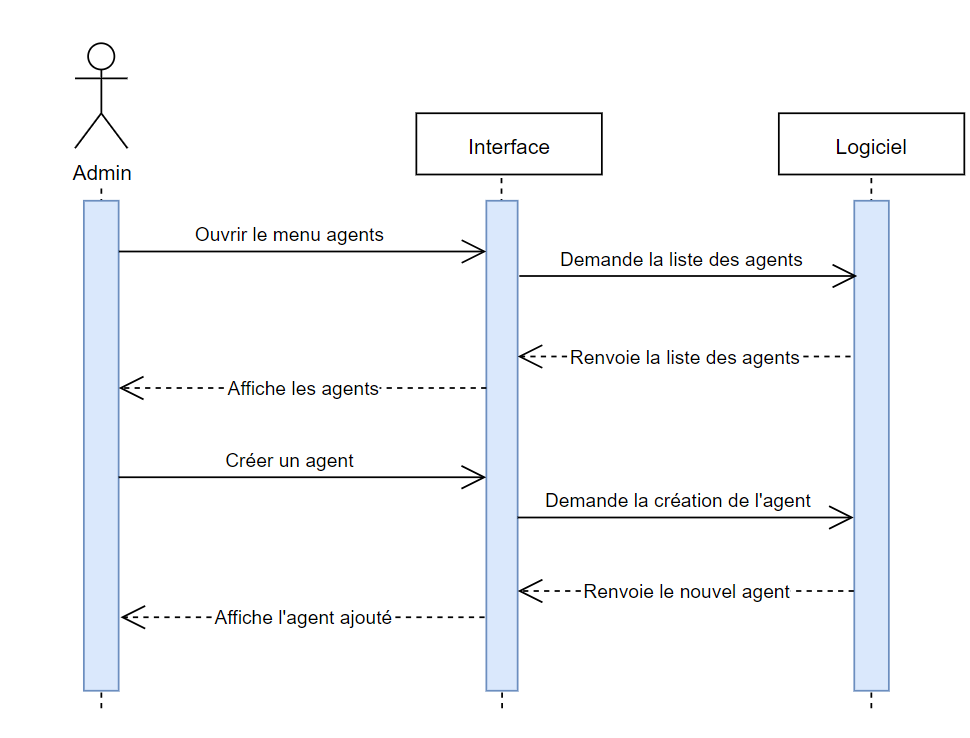 Interface
Logiciel
Admin
Ouvrir le menu agents
Demande la liste des agents
Renvoie la liste des agents
Affiche les agents
Créer un agent
Demande la création de l'agent
Renvoie le nouvel agent
Affiche l'agent ajouté